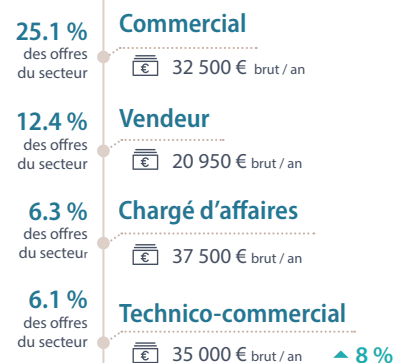 25.1 %
des offres
du secteur
Commercial
€ 32 500 € brut / an
12.4 %
des offres
du secteur
Vendeur
€ 20 950 € brut / an
6.3 %
des offres
du secteur
Chargé d'affaires
€ 37 500 € brut / an
6.1 %
des offres
du secteur
Technico-commercial
€ 35 000 € brut / an 8 %